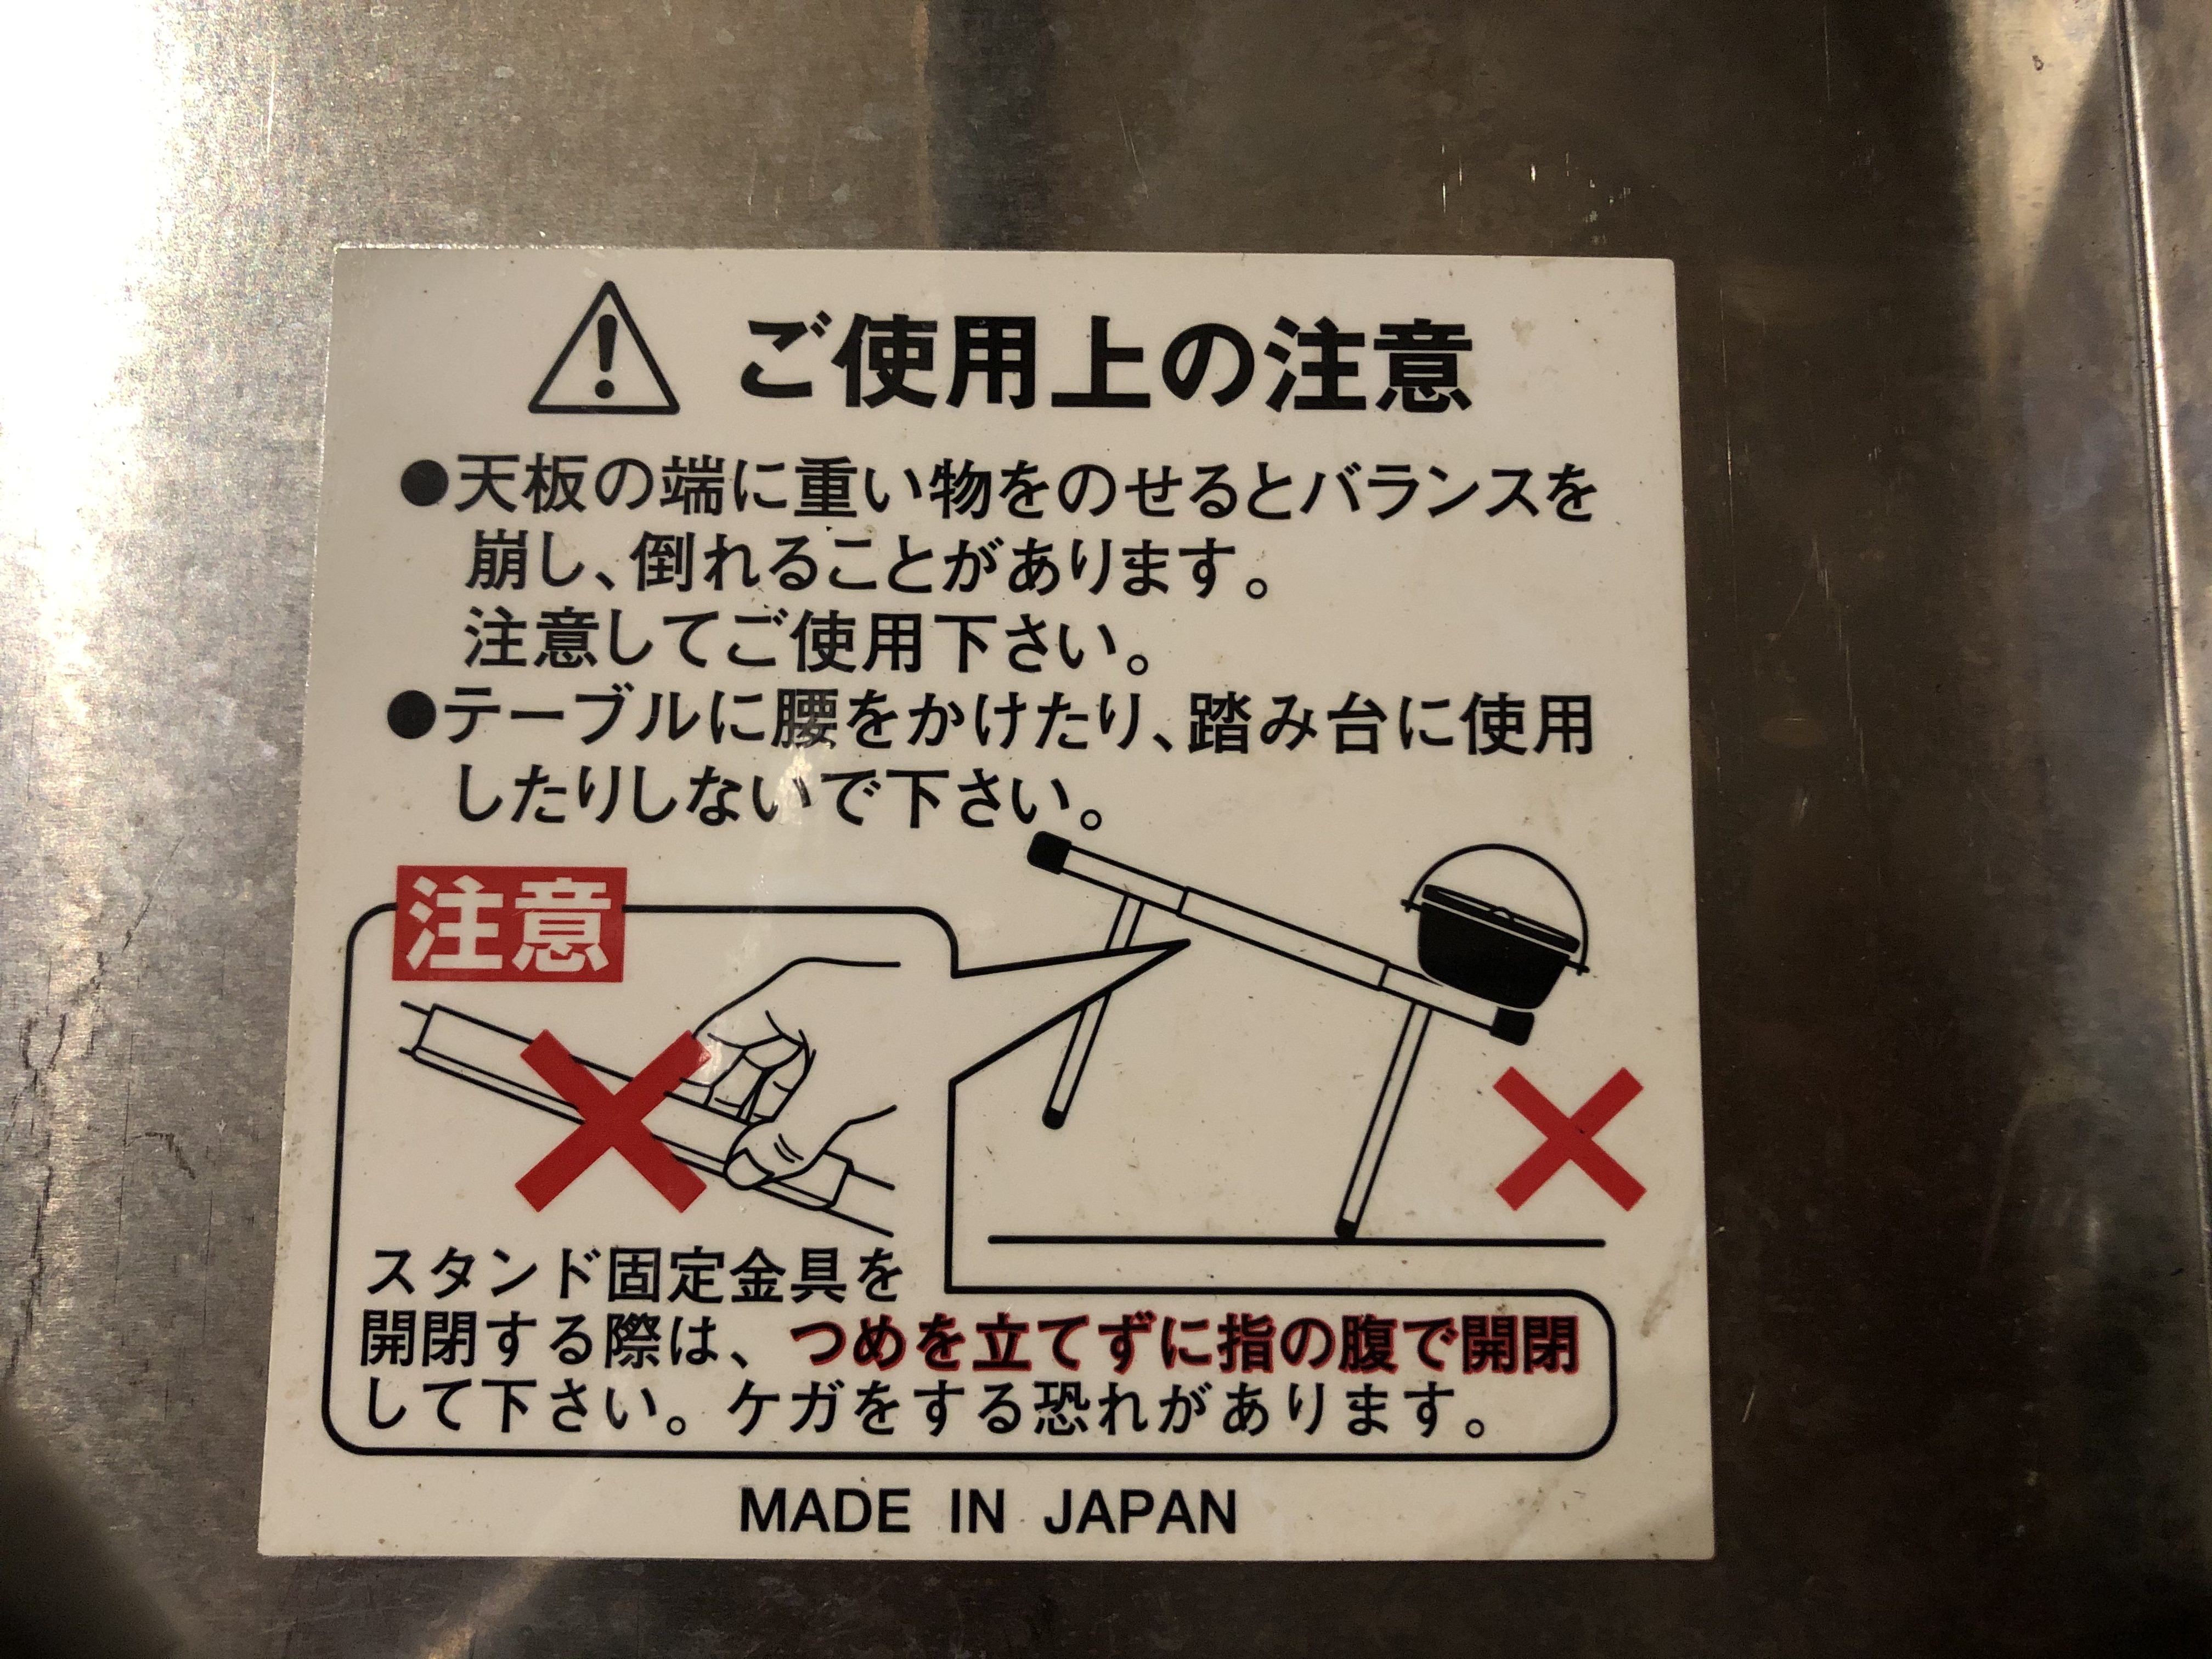 ご使用上の注意
●天板の端に重い物をのせるとバランスを
崩し、倒れることがあります。
注意してご使用下さい。
●テーブルに腰をかけたり、踏み台に使用
したりしないで下さい。
注意
スタンド固定金具を
開閉する際は、つめを立てずに指の腹で開閉
して下さい。ケガをする恐れがあります。
MADE IN JAPAN